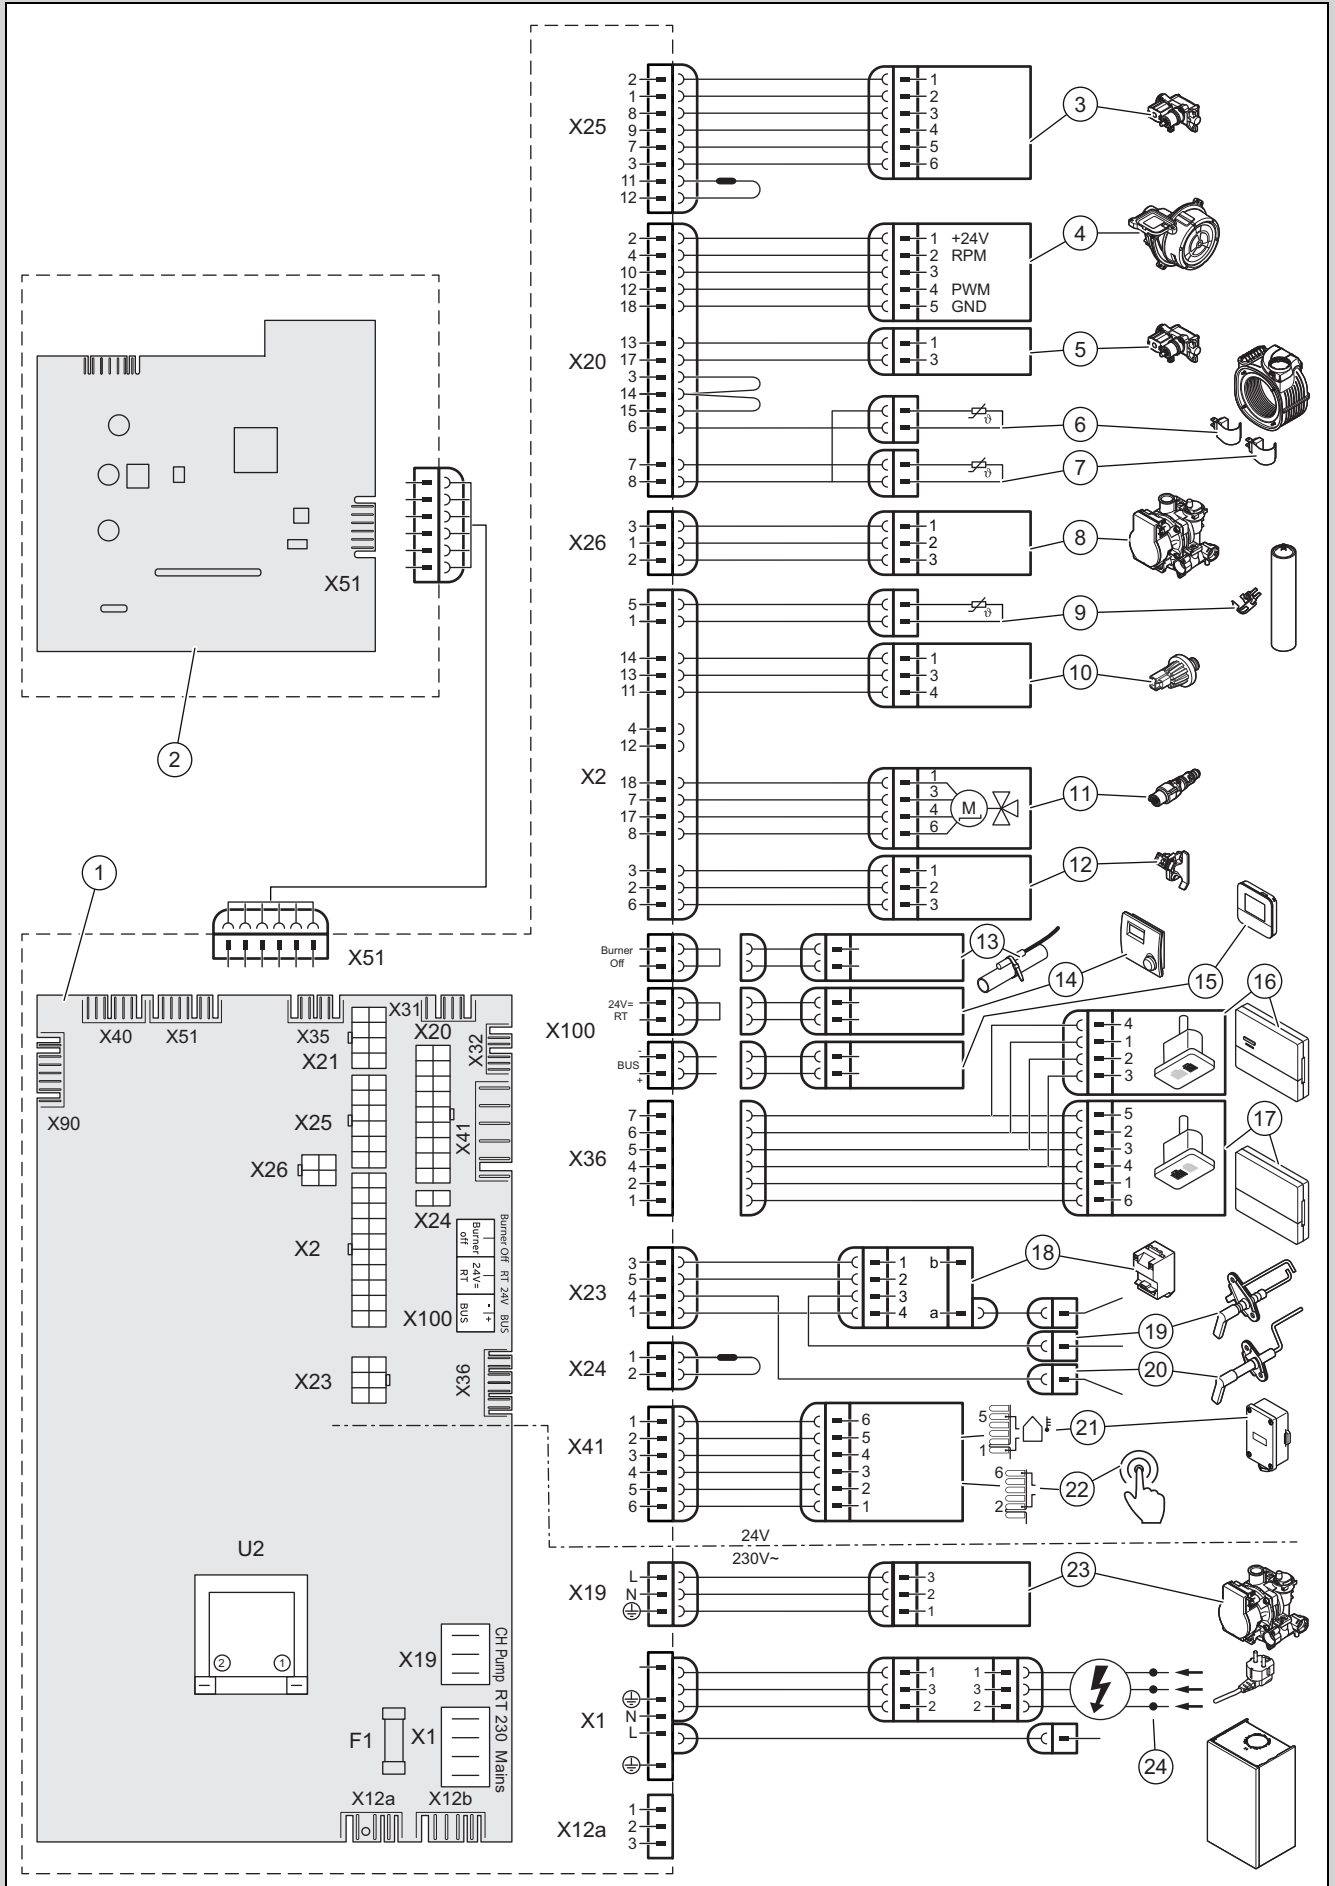 X25
2
1
8
9
7
3
11
12
1
2
3
4
5
6
3
X20
2
4
10
12
18
13
17
3
14
15
6
7
8
1 +24V
2 RPM
3
4 PWM
5 GND
4
1
3
5
ϑ
6
ϑ
7
X26
3
1
2
1
2
3
8
X2
5
1
14
13
11
4
12
18
7
17
8
3
2
6
ϑ
9
1
3
4
10
1
3
4
6
M
11
1
2
3
12
X51
2
1
X51
X100
Burner
Off
24V=
RT
-
BUS
+
13
14
15
16
4
1
2
3
X36
7
6
5
4
2
1
5
2
3
4
1
6
17
X23
3
5
4
1
1
2
3
4
b
a
18
19
20
X24
1
2
X41
1
2
3
4
5
6
6
5
4
3
2
1
5
1
21
6
2
22
24V
230V~
X19
L
N
3
2
1
23
X1
N
L
1
3
2
1
3
2
24
X12a
1
2
3
X40
X51
X35
X31
X20
X32
X21
X90
X25
X41
X26
X24
X2
Burner off
24V= RT
BUS - +
Burner Off RT 24V BUS
X100
X23
X36
U2
2
1
X19
CH Pump RT 230 Mains
F1
X1
X12a
X12b